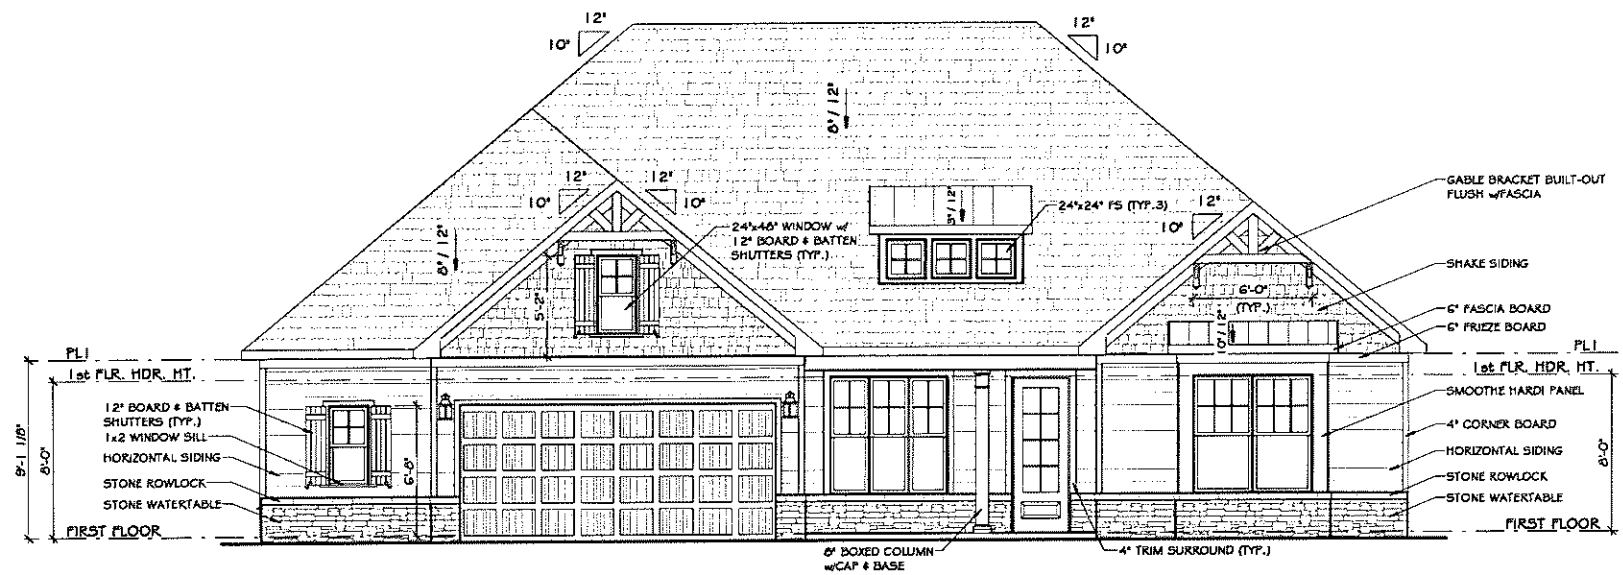 12"
10"
12"
10"
8"/12"
12"
10"
12"
10"
8"/12"
24"x48" WINDOW w/
12" BOARD & BATTEN
SHUTTERS (TYP.)
5'-2"
3"/12"
24"x24" FS (TYP.3)
12"
10"
GABLE BRACKET BUILT-OUT
FLUSH w/FASCIA
SHAKE SIDING
6'-0"
(TYP.)
10"/12"
6" FASCIA BOARD
6" FRIEZE BOARD
PL1
1st FLR. HDR. HT.
PL1
1st FLR. HDR. HT.
12" BOARD & BATTEN
SHUTTERS (TYP.)
1x2 WINDOW SILL
HORIZONTAL SIDING
STONE ROWLOCK
STONE WATERTABLE
FIRST FLOOR
9'-1 1/8"
8'-0"
6'-8"
SMOOTHE HARDI PANEL
4" CORNER BOARD
HORIZONTAL SIDING
STONE ROWLOCK
STONE WATERTABLE
FIRST FLOOR
8'-0"
8" BOXED COLUMN
w/CAP & BASE
4" TRIM SURROUND (TYP.)